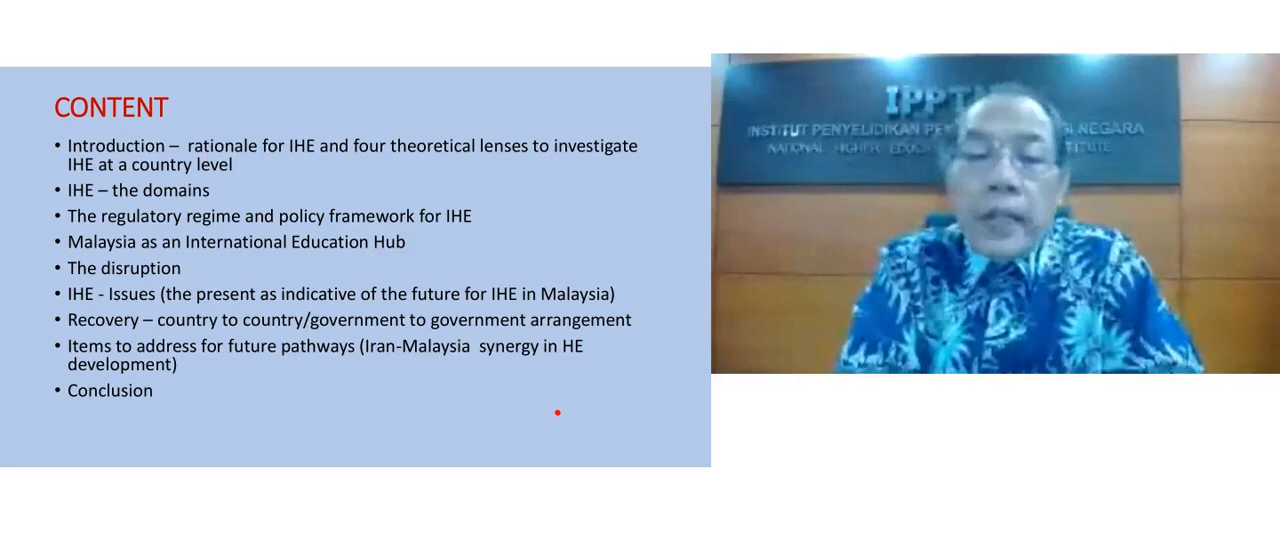 CONTENT
• Introduction – rationale for IHE and four theoretical lenses to investigate
IHE at a country level
• IHE – the domains
• The regulatory regime and policy framework for IHE
• Malaysia as an International Education Hub
• The disruption
• IHE - Issues (the present as indicative of the future for IHE in Malaysia)
• Recovery – country to country/government to government arrangement
• Items to address for future pathways (Iran-Malaysia synergy in HE
development)
• Conclusion
INSTITUT PENYELIDIKAN NEGARA
NATIONAL HIGHER